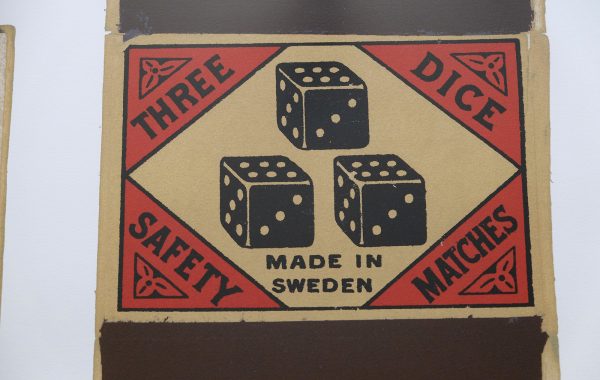 THREE
DICE
SAFETY
MATCHES
MADE IN
SWEDEN